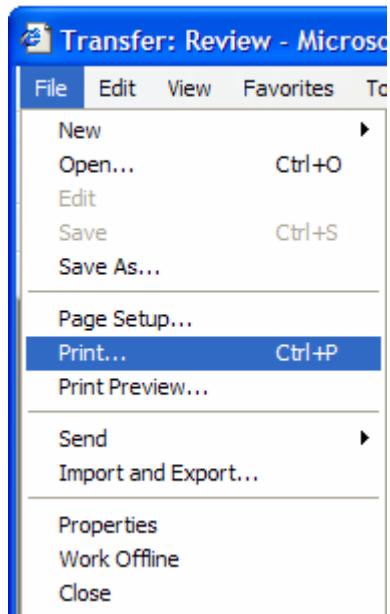 Transfer: Review - Microso
File Edit View Favorites To
New
Open... Ctrl+O
Edit
Save Ctrl+S
Save As...
Page Setup...
Print... Ctrl+P
Print Preview...
Send
Import and Export...
Properties
Work Offline
Close